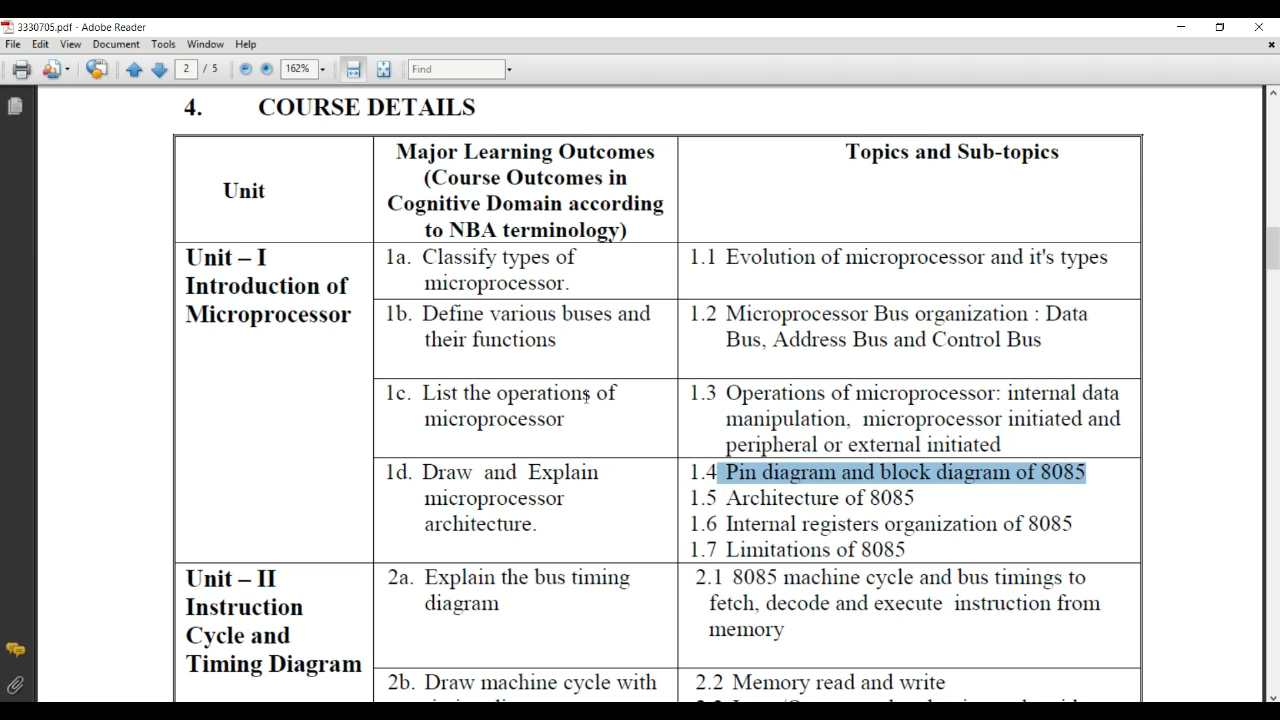 3330705.pdf - Adobe Reader
File Edit View Document Tools Window Help
2 / 5 162% Find
4. COURSE DETAILS
Unit
Major Learning Outcomes
(Course Outcomes in
Cognitive Domain according
to NBA terminology)
Topics and Sub-topics
Unit – I
Introduction of
Microprocessor
1a. Classify types of
microprocessor.
1.1 Evolution of microprocessor and it's types
1b. Define various buses and
their functions
1.2 Microprocessor Bus organization : Data
Bus, Address Bus and Control Bus
1c. List the operations of
microprocessor
1.3 Operations of microprocessor: internal data
manipulation, microprocessor initiated and
peripheral or external initiated
1d. Draw and Explain
microprocessor
architecture.
1.4 Pin diagram and block diagram of 8085
1.5 Architecture of 8085
1.6 Internal registers organization of 8085
1.7 Limitations of 8085
Unit – II
Instruction
Cycle and
Timing Diagram
2a. Explain the bus timing
diagram
2.1 8085 machine cycle and bus timings to
fetch, decode and execute instruction from
memory
2b. Draw machine cycle with
2.2 Memory read and write